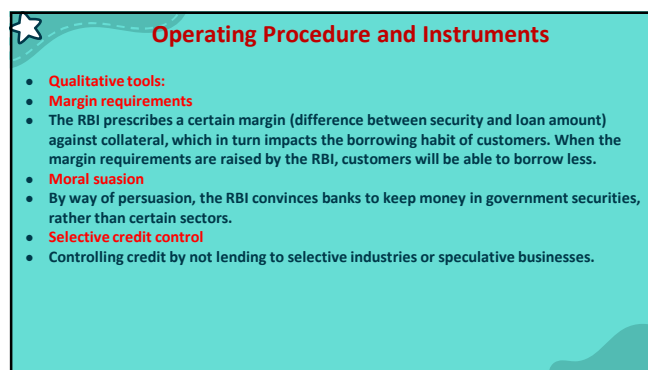 Operating Procedure and Instruments
● Qualitative tools:
● Margin requirements
● The RBI prescribes a certain margin (difference between security and loan amount)
against collateral, which in turn impacts the borrowing habit of customers. When the
margin requirements are raised by the RBI, customers will be able to borrow less.
● Moral suasion
● By way of persuasion, the RBI convinces banks to keep money in government securities,
rather than certain sectors.
● Selective credit control
● Controlling credit by not lending to selective industries or speculative businesses.